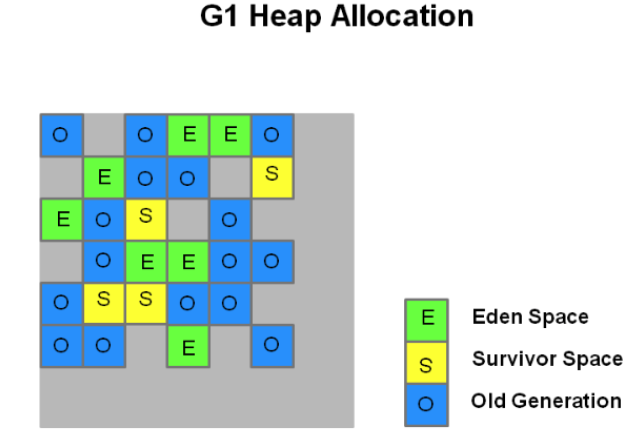 G1 Heap Allocation
O O E E O
E O O S
E O S O
O E E O O
O S S O O
O O E O
E Eden Space
S Survivor Space
O Old Generation